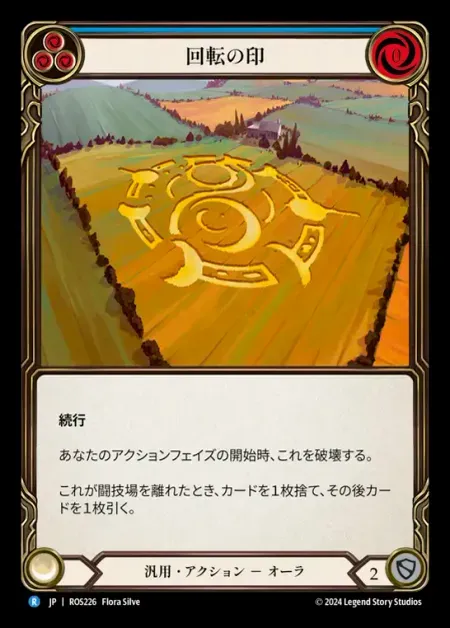 回転の印
0
続行
あなたのアクションフェイズの開始時、これを破壊する。
これが闘技場を離れたとき、カードを1枚捨て、その後カー
ドを1枚引く。
汎用・アクション － オーラ
2
R JP | ROS226 Flora Silve
© 2024 Legend Story Studios